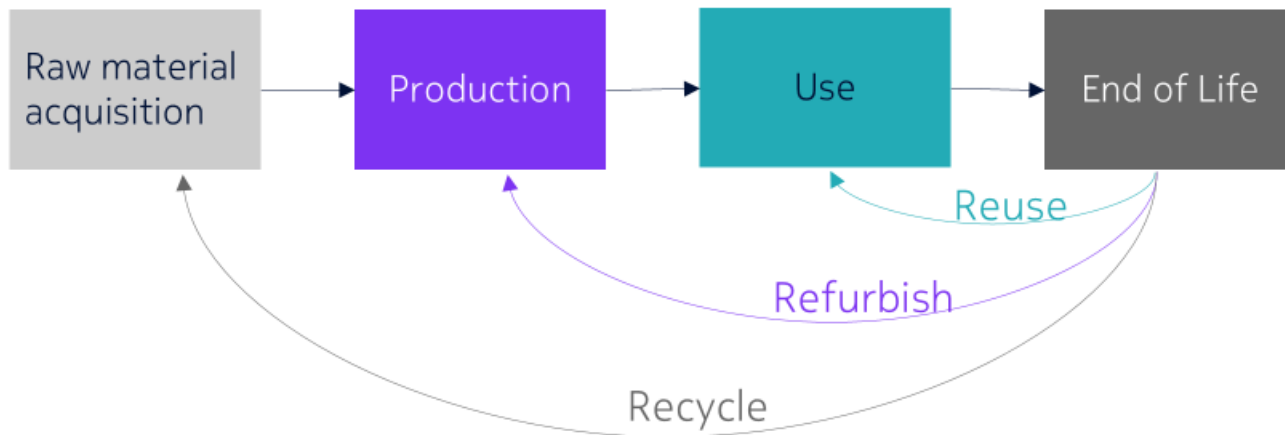 Raw material
acquisition
Production
Use
End of Life
Reuse
Refurbish
Recycle